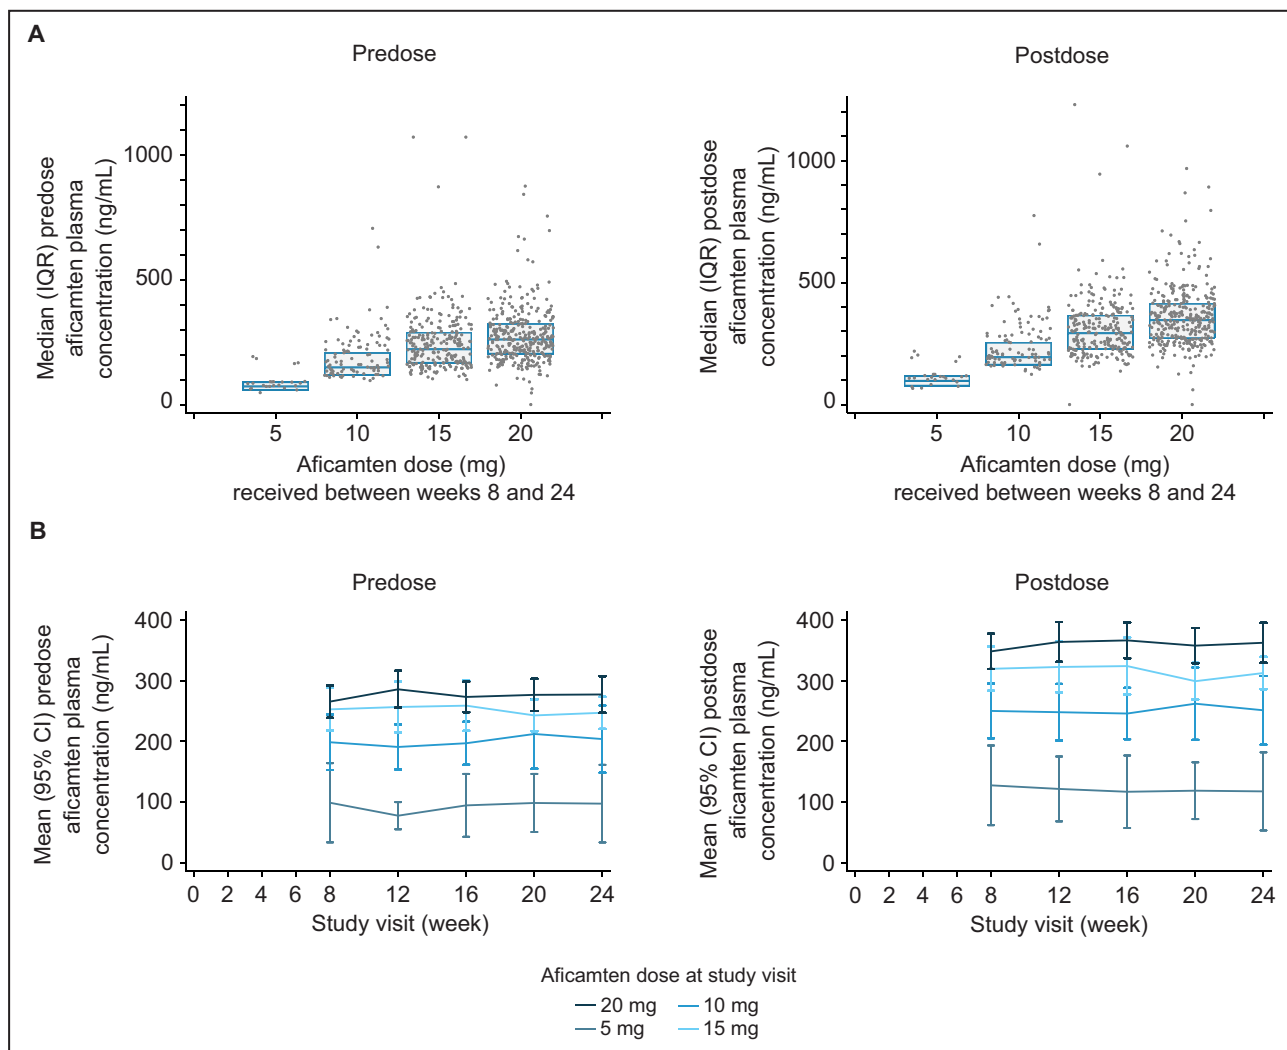 A
Predose
Median (IQR) predose
aficamten plasma
concentration (ng/mL)
1000
500
0
5 10 15 20
Aficamten dose (mg)
received between weeks 8 and 24
Postdose
Median (IQR) postdose
aficamten plasma
concentration (ng/mL)
1000
500
0
5 10 15 20
Aficamten dose (mg)
received between weeks 8 and 24
B
Predose
Mean (95% CI) predose
aficamten plasma
concentration (ng/mL)
400
300
200
100
0
0 2 4 6 8 12 16 20 24
Study visit (week)
Postdose
Mean (95% CI) postdose
aficamten plasma
concentration (ng/mL)
400
300
200
100
0
0 2 4 6 8 12 16 20 24
Study visit (week)
Aficamten dose at study visit
20 mg 10 mg
5 mg 15 mg